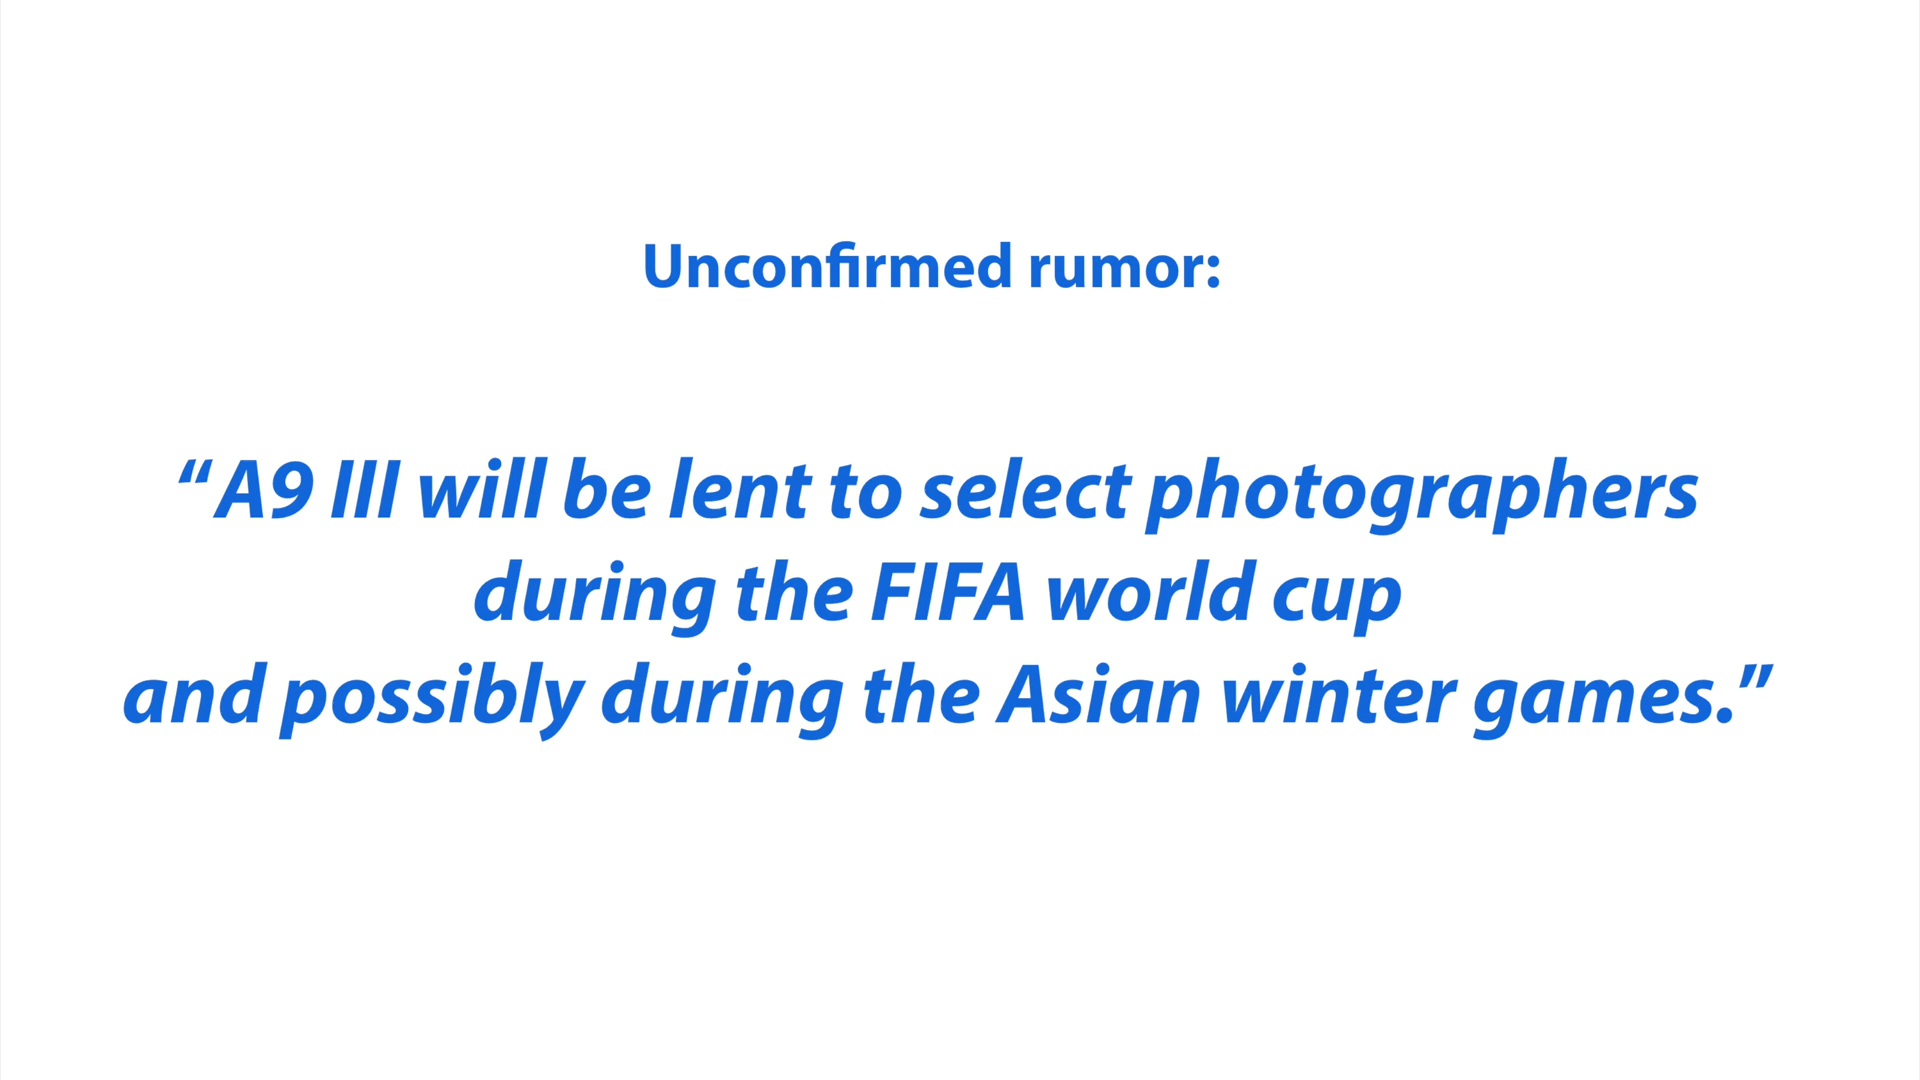 Unconfirmed rumor:
“A9 III will be lent to select photographers
during the FIFA world cup
and possibly during the Asian winter games.”